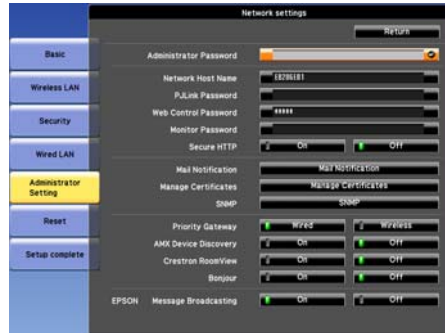 Network settings
Return
Basic
Wireless LAN
Security
Wired LAN
Administrator Setting
Reset
Setup complete
Administrator Password
Network Host Name EB286EB1
PJLink Password
Web Control Password *****
Monitor Password
Secure HTTP On Off
Mail Notification Mail Notification
Manage Certificates Manage Certificates
SNMP SNMP
Priority Gateway Wired Wireless
AMX Device Discovery On Off
Crestron RoomView On Off
Bonjour On Off
EPSON Message Broadcasting On Off